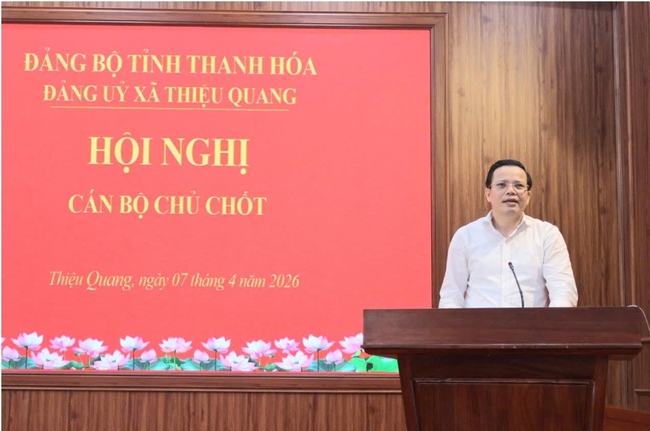 ĐẢNG BỘ TỈNH THANH HÓA
ĐẢNG UỶ XÃ THIỆU QUANG
HỘI NGHỊ
CÁN BỘ CHỦ CHỐT
Thiệu Quang, ngày 07 tháng 4 năm 2026